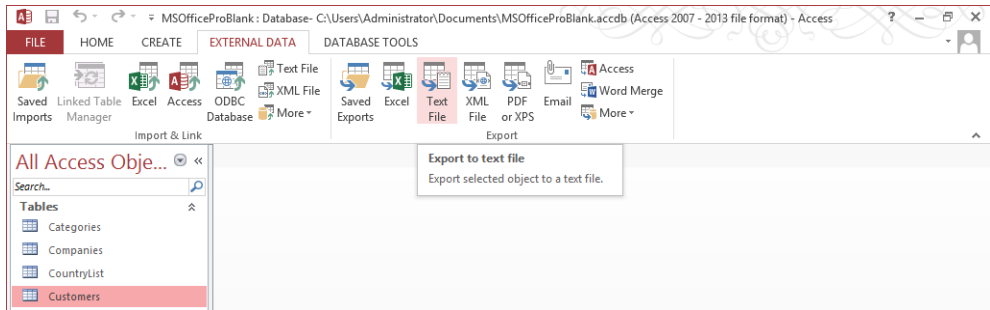 MSOfficeProBlank : Database- C:\Users\Administrator\Documents\MSOfficeProBlank.accdb (Access 2007 - 2013 file format) - Access
FILE HOME CREATE EXTERNAL DATA DATABASE TOOLS
Saved Imports
Linked Table Manager
Excel
Access
ODBC Database
Text File
XML File
More
Import & Link
Saved Exports
Excel
Text File
XML File
PDF or XPS
Email
Access
Word Merge
More
Export
Export to text file
Export selected object to a text file.
All Access Obje...
Search...
Tables
Categories
Companies
CountryList
Customers